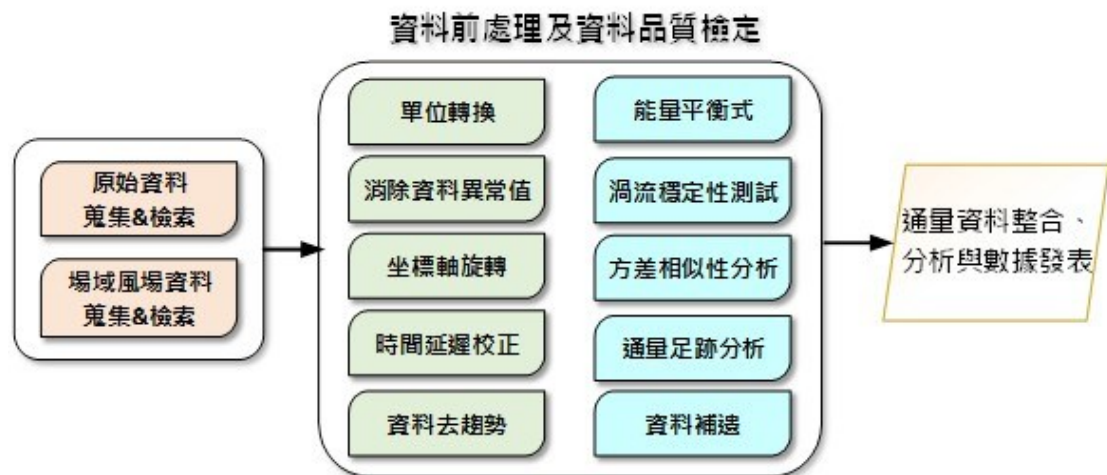 資料前處理及資料品質檢定
原始資料
蒐集&檢索
場域風場資料
蒐集&檢索
單位轉換
消除資料異常值
坐標軸旋轉
時間延遲校正
資料去趨勢
能量平衡式
渦流穩定性測試
方差相似性分析
通量足跡分析
資料補遺
通量資料整合、
分析與數據發表